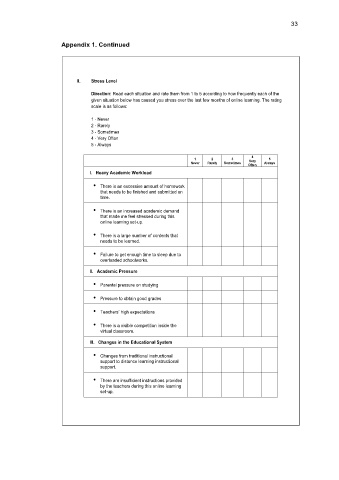 33
Appendix 1. Continued
II. Stress Level
Direction: Read each situation and rate them from 1 to 5 according to how frequently each of the
given situation below has caused you stress over the last few months of online learning. The rating
scale is as follows:
1 - Never
2 - Rarely
3 - Sometimes
4 - Very Often
5 - Always
1 Never 2 Rarely 3 Sometimes 4 Very Often 5 Always
I. Heavy Academic Workload
• There is an excessive amount of homework
that needs to be finished and submitted on
time.
• There is an increased academic demand
that made me feel stressed during this
online learning set-up.
• There is a large number of contents that
needs to be learned.
• Failure to get enough time to sleep due to
overloaded schoolworks.
II. Academic Pressure
• Parental pressure on studying
• Pressure to obtain good grades
• Teachers' high expectations
• There is a visible competition inside the
virtual classroom.
III. Changes in the Educational System
• Changes from traditional instructional
support to distance learning instructional
support.
• There are insufficient instructions provided
by the teachers during this online learning
set-up.